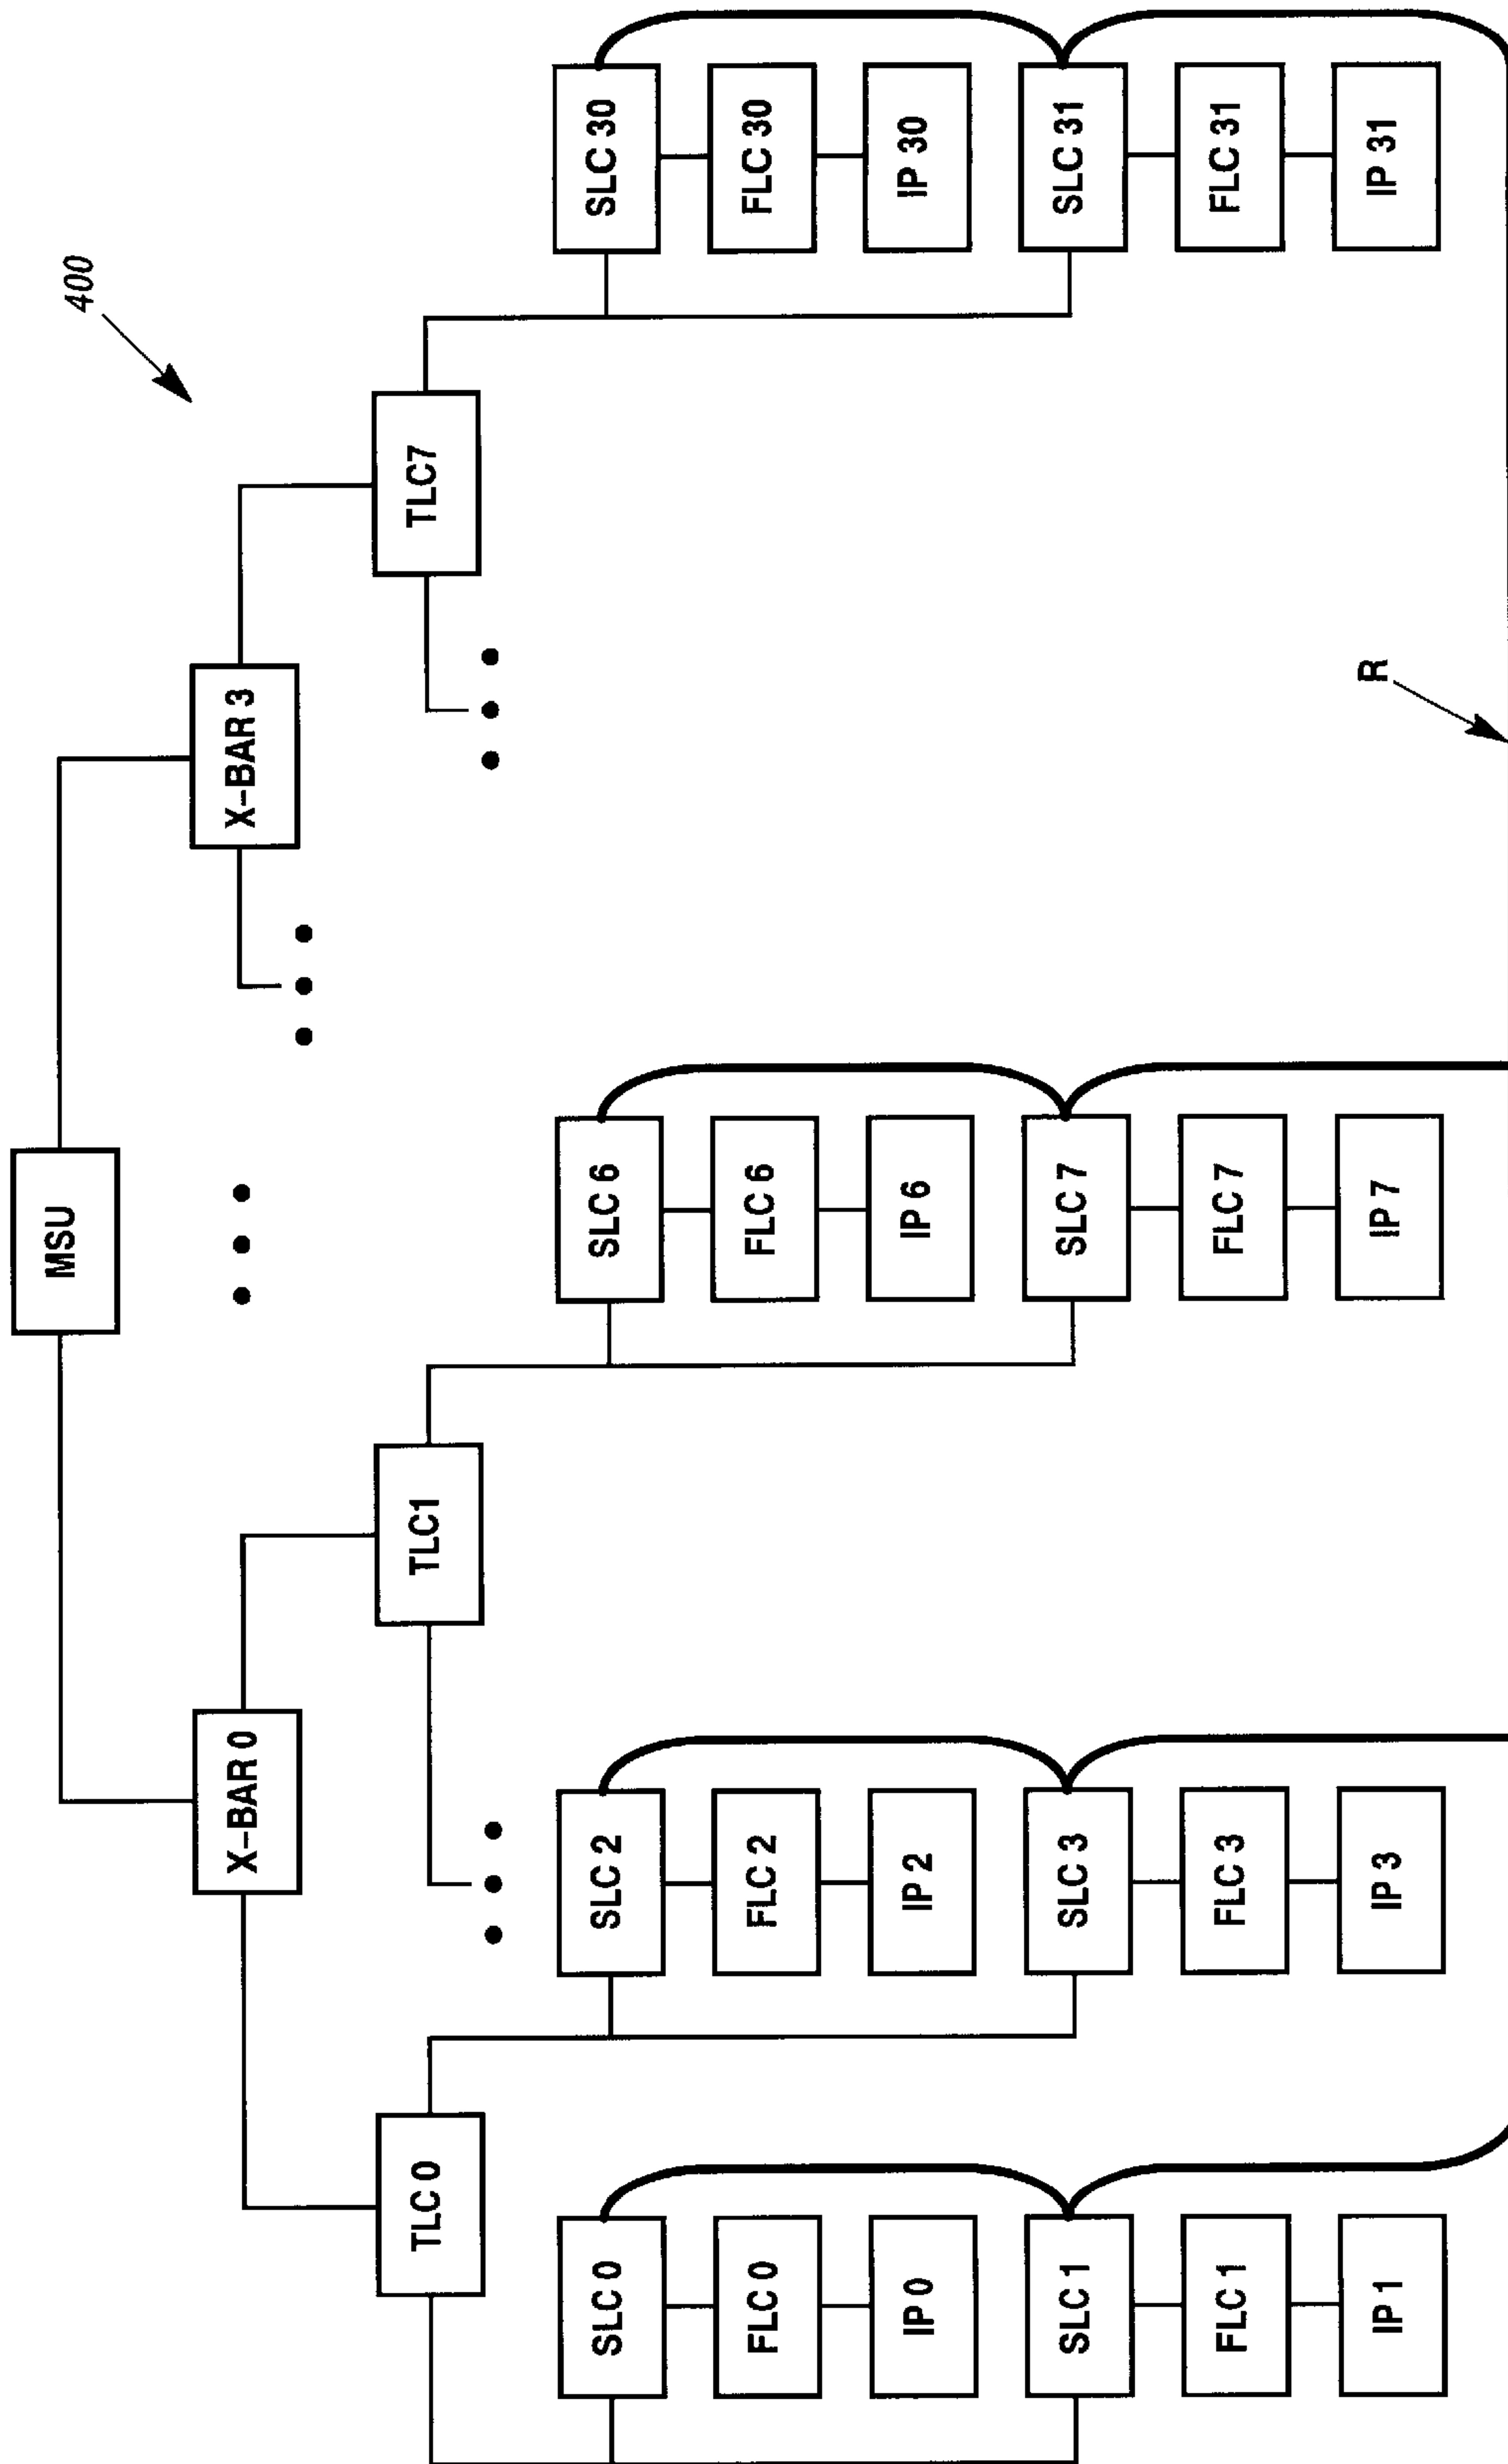 400
MSU
X-BAR 0
X-BAR 3
TLC 0
TLC1
TLC7
SLC 0
FLC 0
IP 0
SLC 1
FLC 1
IP 1
SLC 2
FLC 2
IP 2
SLC 3
FLC 3
IP 3
SLC 6
FLC 6
IP 6
SLC 7
FLC 7
IP 7
SLC 30
FLC 30
IP 30
SLC 31
FLC 31
IP 31
R